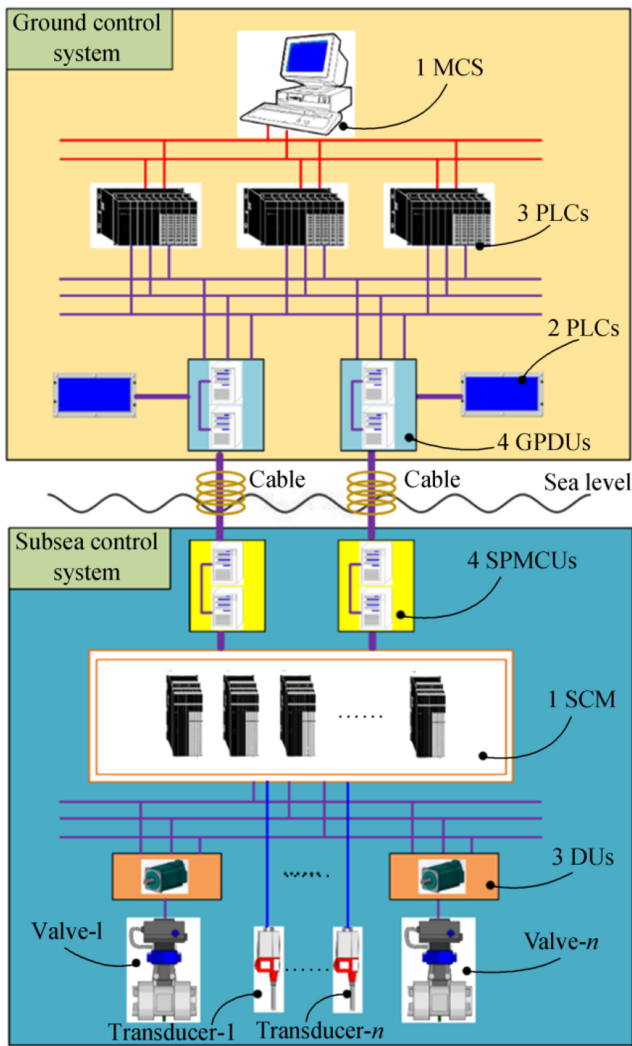 Ground control
system
1 MCS
3 PLCs
2 PLCs
4 GPDUs
Cable
Cable
Sea level
Subsea control
system
4 SPMCUs
1 SCM
3 DUs
Valve-l
Valve-n
Transducer-1
Transducer-n